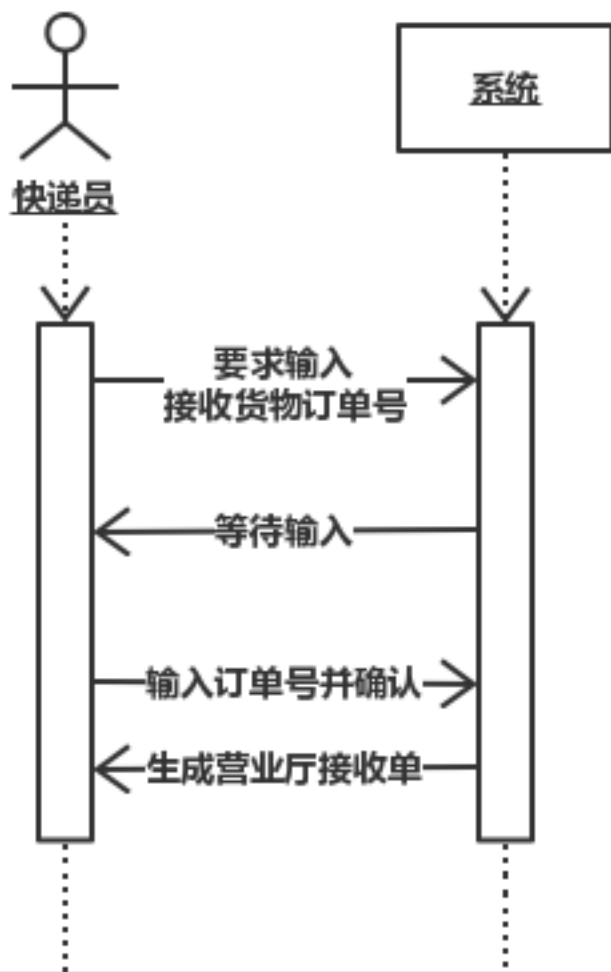 系统
快递员
要求输入
接收货物订单号
等待输入
输入订单号并确认
生成营业厅接收单